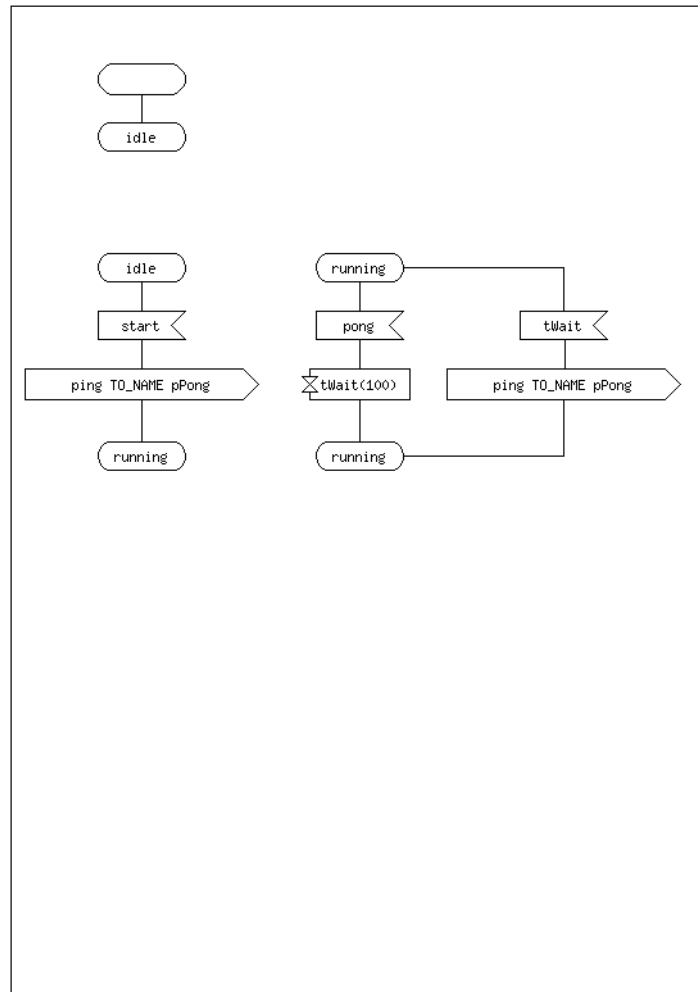 idle
idle
running
start
pong
tWait
ping TO_NAME pPong
tWait(100)
ping TO_NAME pPong
running
running